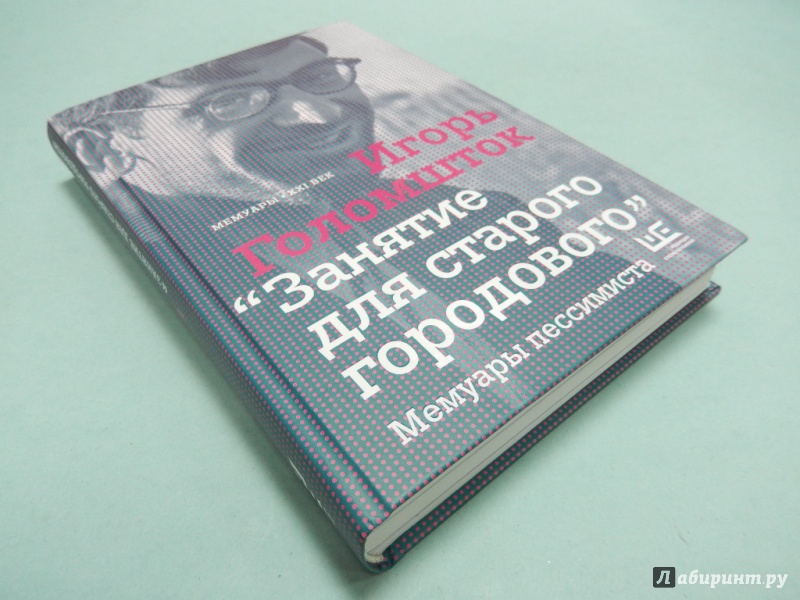 МЕМУАРЫ – XXI ВЕК
Игорь
Голомшток
“Занятие
для старого
городового”
Мемуары пессимиста
Лабиринт.ру